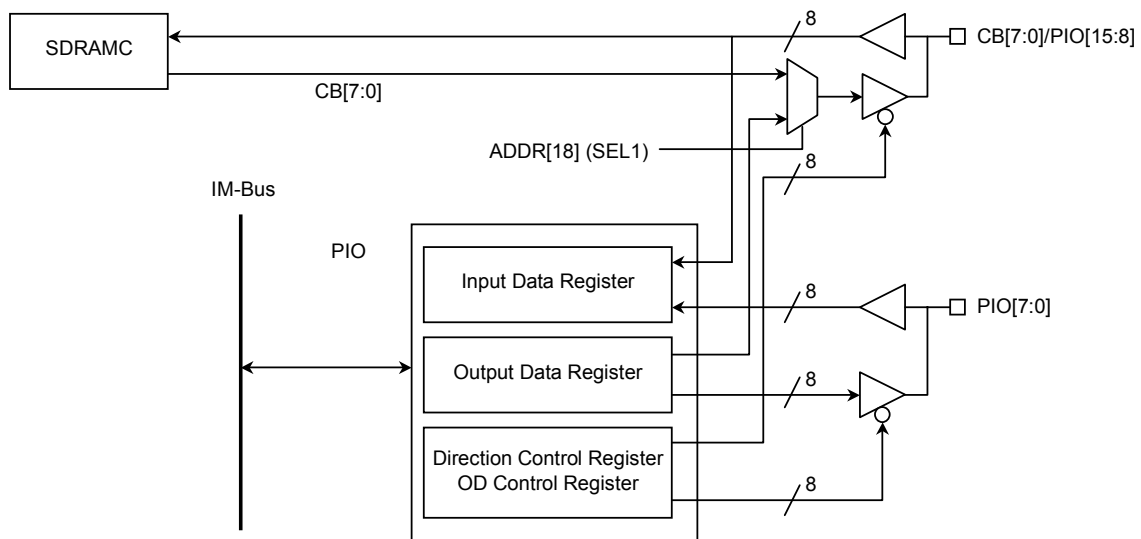 8
SDRAMC
CB[7:0]/PIO[15:8]
CB[7:0]
ADDR[18] (SEL1)
8
IM-Bus
PIO
Input Data Register
8
PIO[7:0]
Output Data Register
8
Direction Control Register
OD Control Register
8